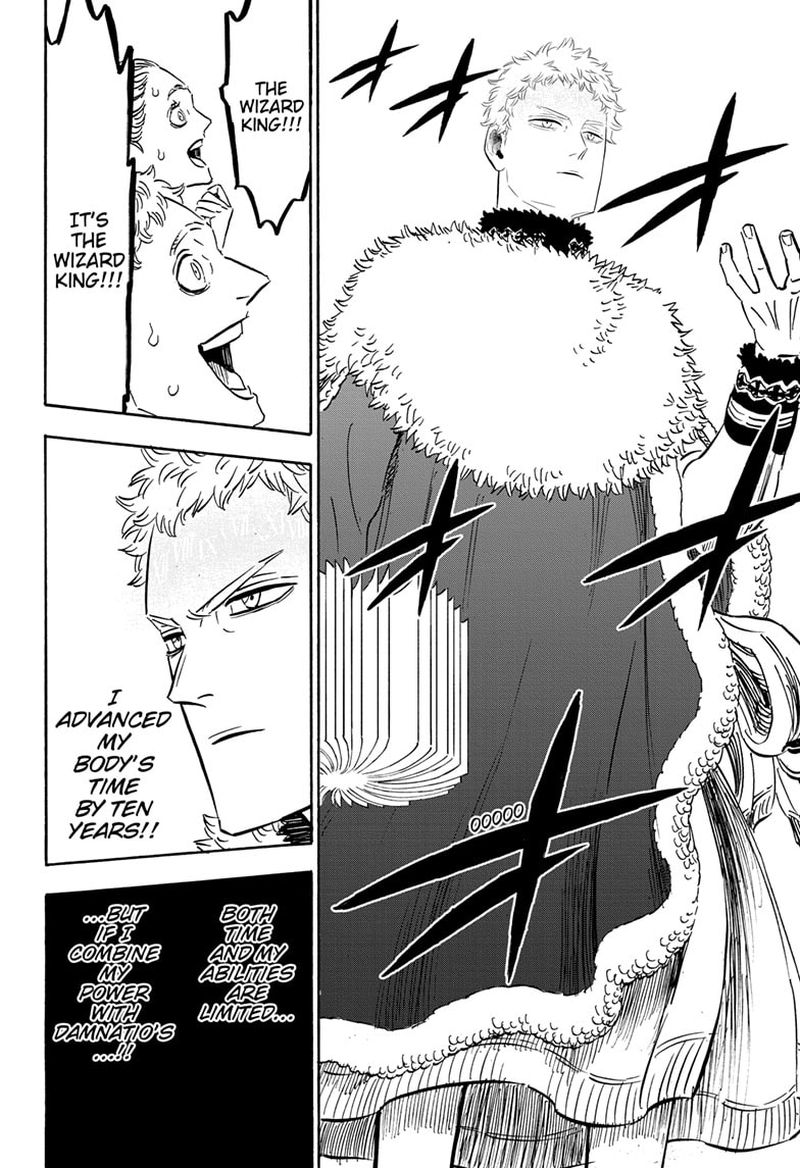 OOOOO
THE
WIZARD
KING!!!
IT'S
THE
WIZARD
KING!!!
I
ADVANCED
MY
BODY'S
TIME
BY TEN
YEARS!!
BOTH
TIME
AND MY
ABILITIES
ARE
LIMITED...
...BUT
IF I
COMBINE
MY
POWER
WITH
DAMNATIO'S
...!!